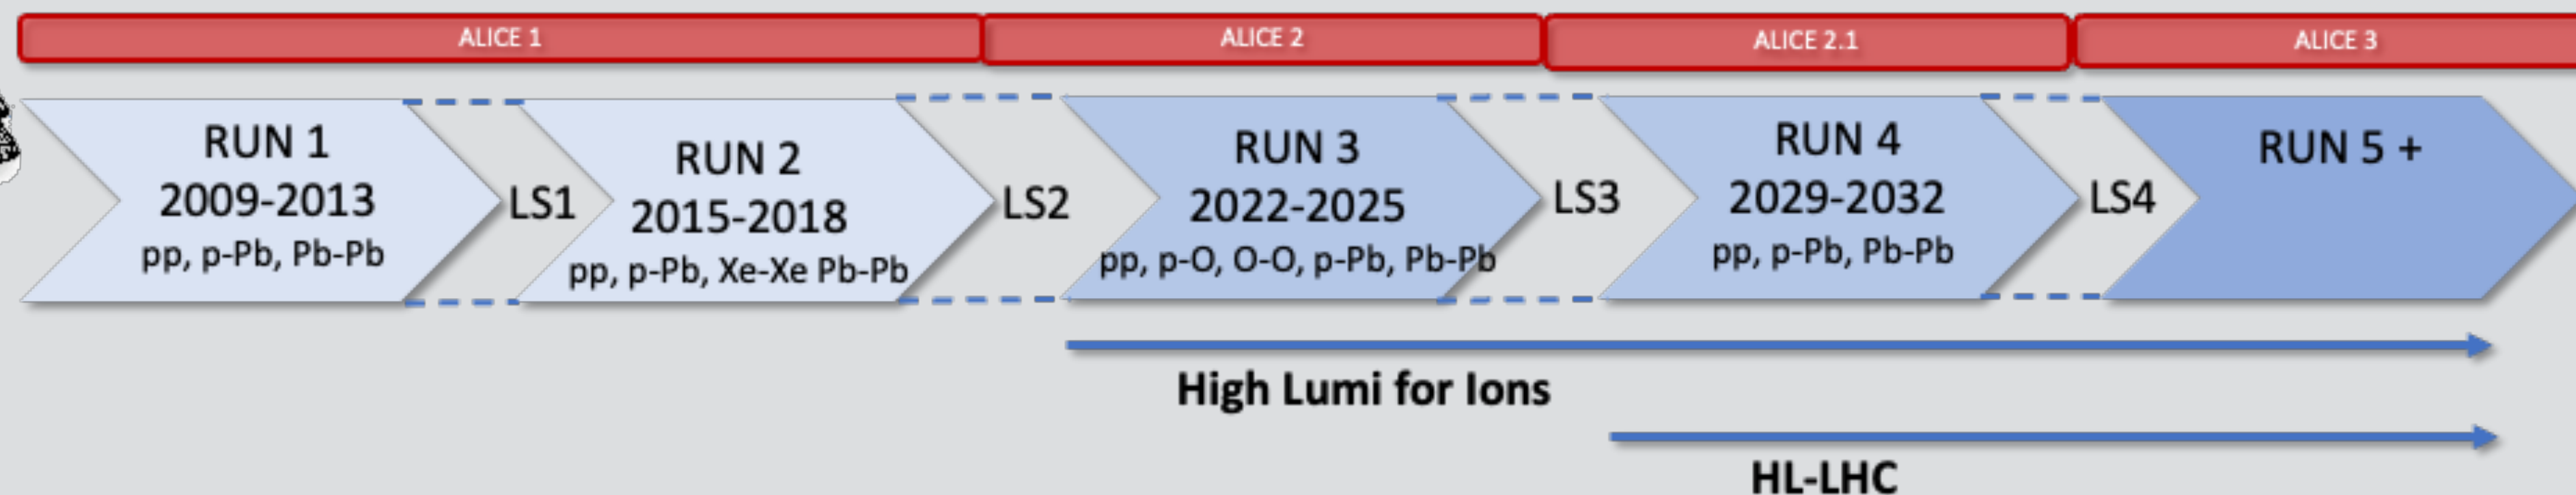 ALICE 1
ALICE 2
ALICE 2.1
ALICE 3
RUN 1
2009-2013
pp, p-Pb, Pb-Pb
LS1
RUN 2
2015-2018
pp, p-Pb, Xe-Xe Pb-Pb
LS2
RUN 3
2022-2025
pp, p-O, O-O, p-Pb, Pb-Pb
LS3
RUN 4
2029-2032
pp, p-Pb, Pb-Pb
LS4
RUN 5 +
High Lumi for Ions
HL-LHC